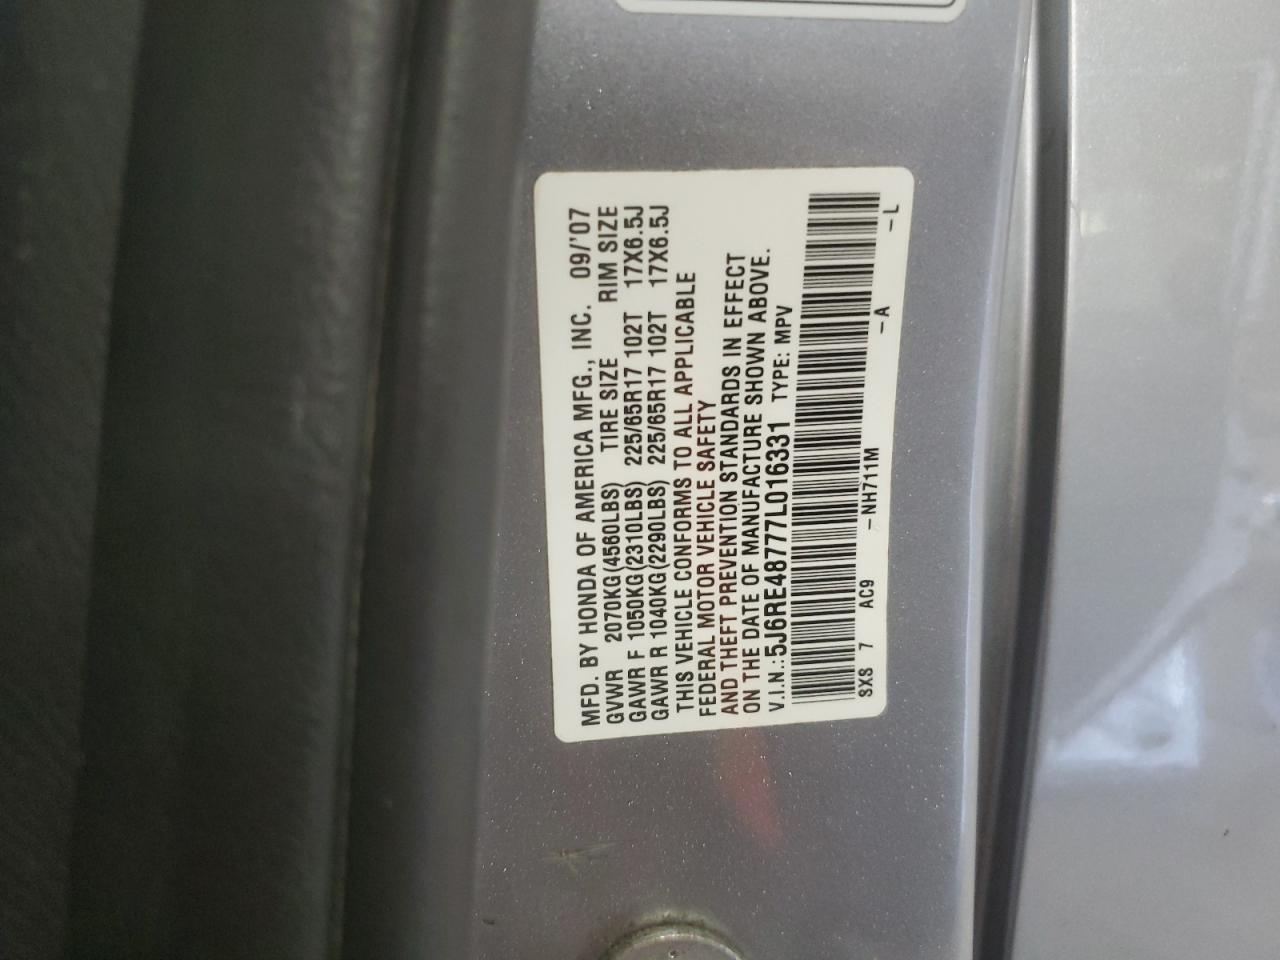 MFD. BY HONDA OF AMERICA MFG., INC. 09/'07
GVWR 2070KG(4560LBS) TIRE SIZE RIM SIZE
GAWR F 1050KG(2310LBS) 225/65R17 102T 17X6.5J
GAWR R 1040KG(2290LBS) 225/65R17 102T 17X6.5J
THIS VEHICLE CONFORMS TO ALL APPLICABLE
FEDERAL MOTOR VEHICLE SAFETY
AND THEFT PREVENTION STANDARDS IN EFFECT
ON THE DATE OF MANUFACTURE SHOWN ABOVE.
V.I.N.:5J6RE48777L016331 TYPE: MPV
SXS 7 AC9 -NH711M -A -L